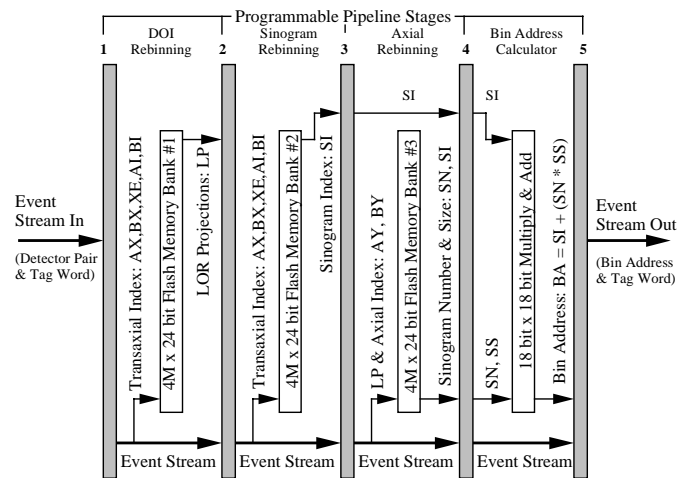 Programmable Pipeline Stages
1
DOI
Rebinning
2
Sinogram
Rebinning
3
Axial
Rebinning
4
Bin Address
Calculator
5
Event
Stream In
(Detector Pair
& Tag Word)
Transaxial Index: AX,BX,XE,AI,BI
4M x 24 bit Flash Memory Bank #1
LOR Projections: LP
Event Stream
Transaxial Index: AX,BX,XE,AI,BI
4M x 24 bit Flash Memory Bank #2
Sinogram Index: SI
Event Stream
SI
LP & Axial Index: AY, BY
4M x 24 bit Flash Memory Bank #3
Sinogram Number & Size: SN, SI
Event Stream
SI
SN, SS
18 bit x 18 bit Multiply & Add
Bin Address: BA = SI + (SN * SS)
Event Stream
Event
Stream Out
(Bin Address
& Tag Word)